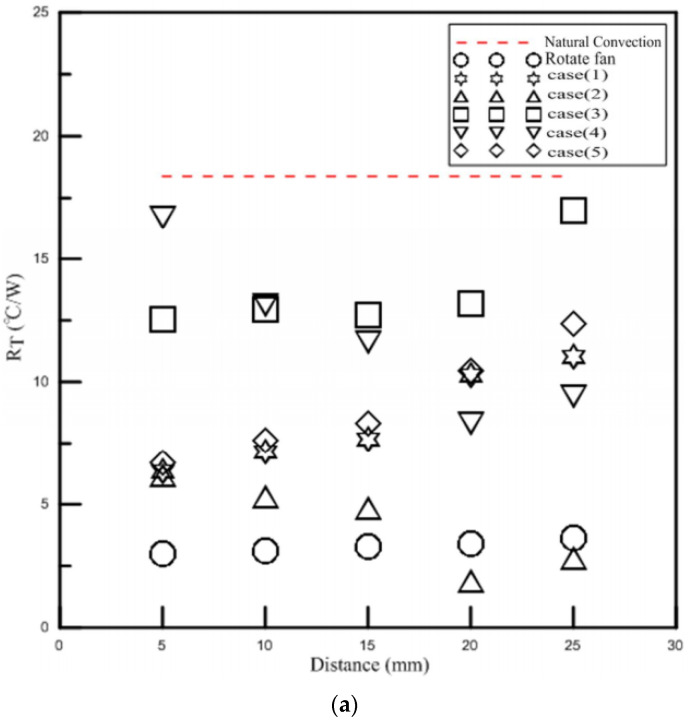 25
Natural Convection
Rotate fan
case(1)
case(2)
case(3)
case(4)
case(5)
20
15
10
5
0
RT (℃/W)
0 5 10 15 20 25 30
Distance (mm)
(a)